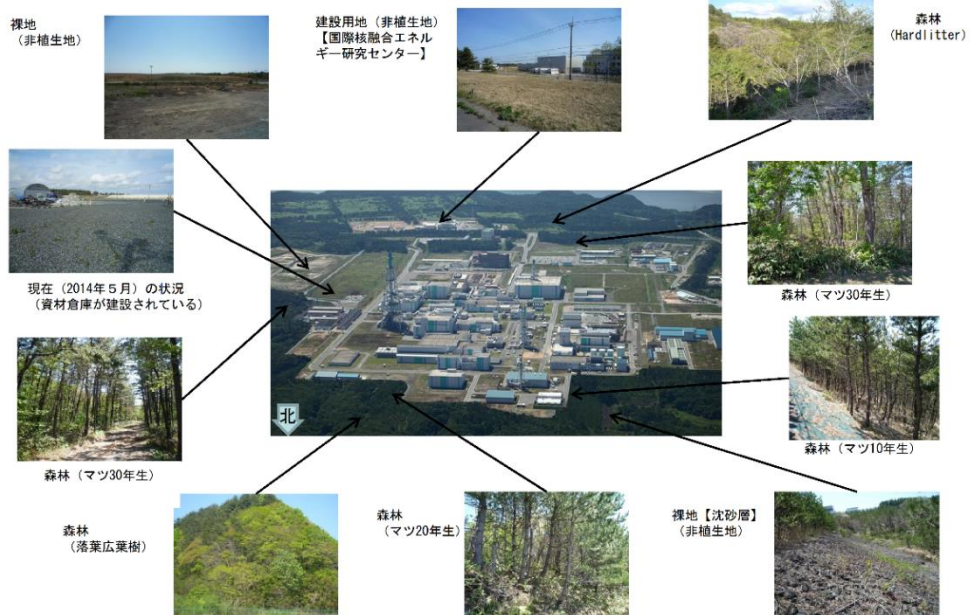 裸地
(非植生地)
建設用地（非植生地）
【国際核融合エネル
ギー研究センター】
森林
(Hardlitter)
現在（2014年５月）の状況
（資材倉庫が建設されている）
森林（マツ30年生）
森林（マツ30年生）
森林（マツ10年生）
北
森林
（落葉広葉樹）
森林
（マツ20年生）
裸地【沈砂層】
（非植生地）